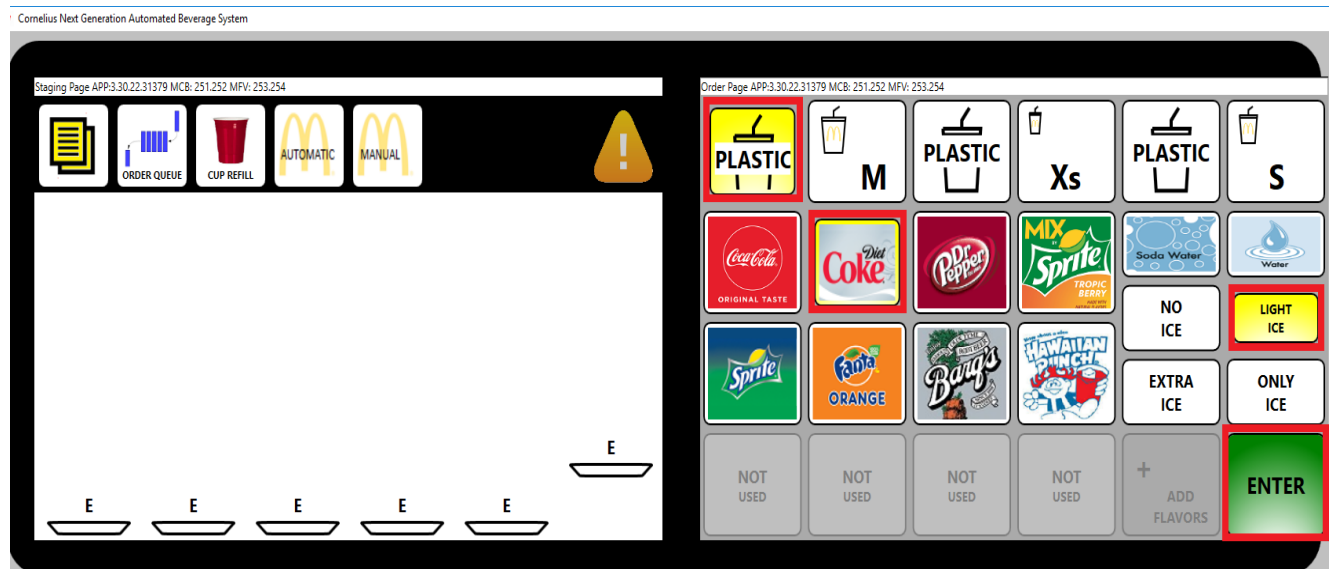 Cornelius Next Generation Automated Beverage System
Staging Page APP:3.30.22.31379 MCB: 251.252 MFV: 253.254
ORDER QUEUE
CUP REFILL
AUTOMATIC
MANUAL
E
E
E
E
E
E
Order Page APP:3.30.22.31379 MCB: 251.252 MFV: 253.254
PLASTIC
M
PLASTIC
Xs
PLASTIC
S
Coca-Cola
ORIGINAL TASTE
Diet
Coke
Dr
Pepper
MIX
BY
Sprite
TROPIC
BERRY
Soda Water
Water
NO
ICE
LIGHT
ICE
Sprite
Fanta
ORANGE
Barq's
HAWAIIAN
PUNCH
EXTRA
ICE
ONLY
ICE
NOT
USED
NOT
USED
NOT
USED
NOT
USED
+
ADD
FLAVORS
ENTER